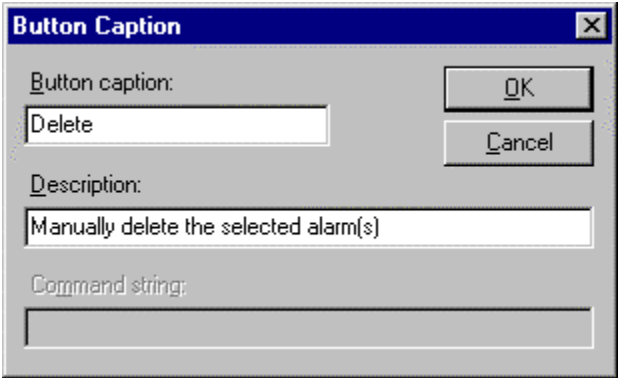 Button Caption
Button caption:
OK
Delete
Cancel
Description:
Manually delete the selected alarm(s)
Command string: